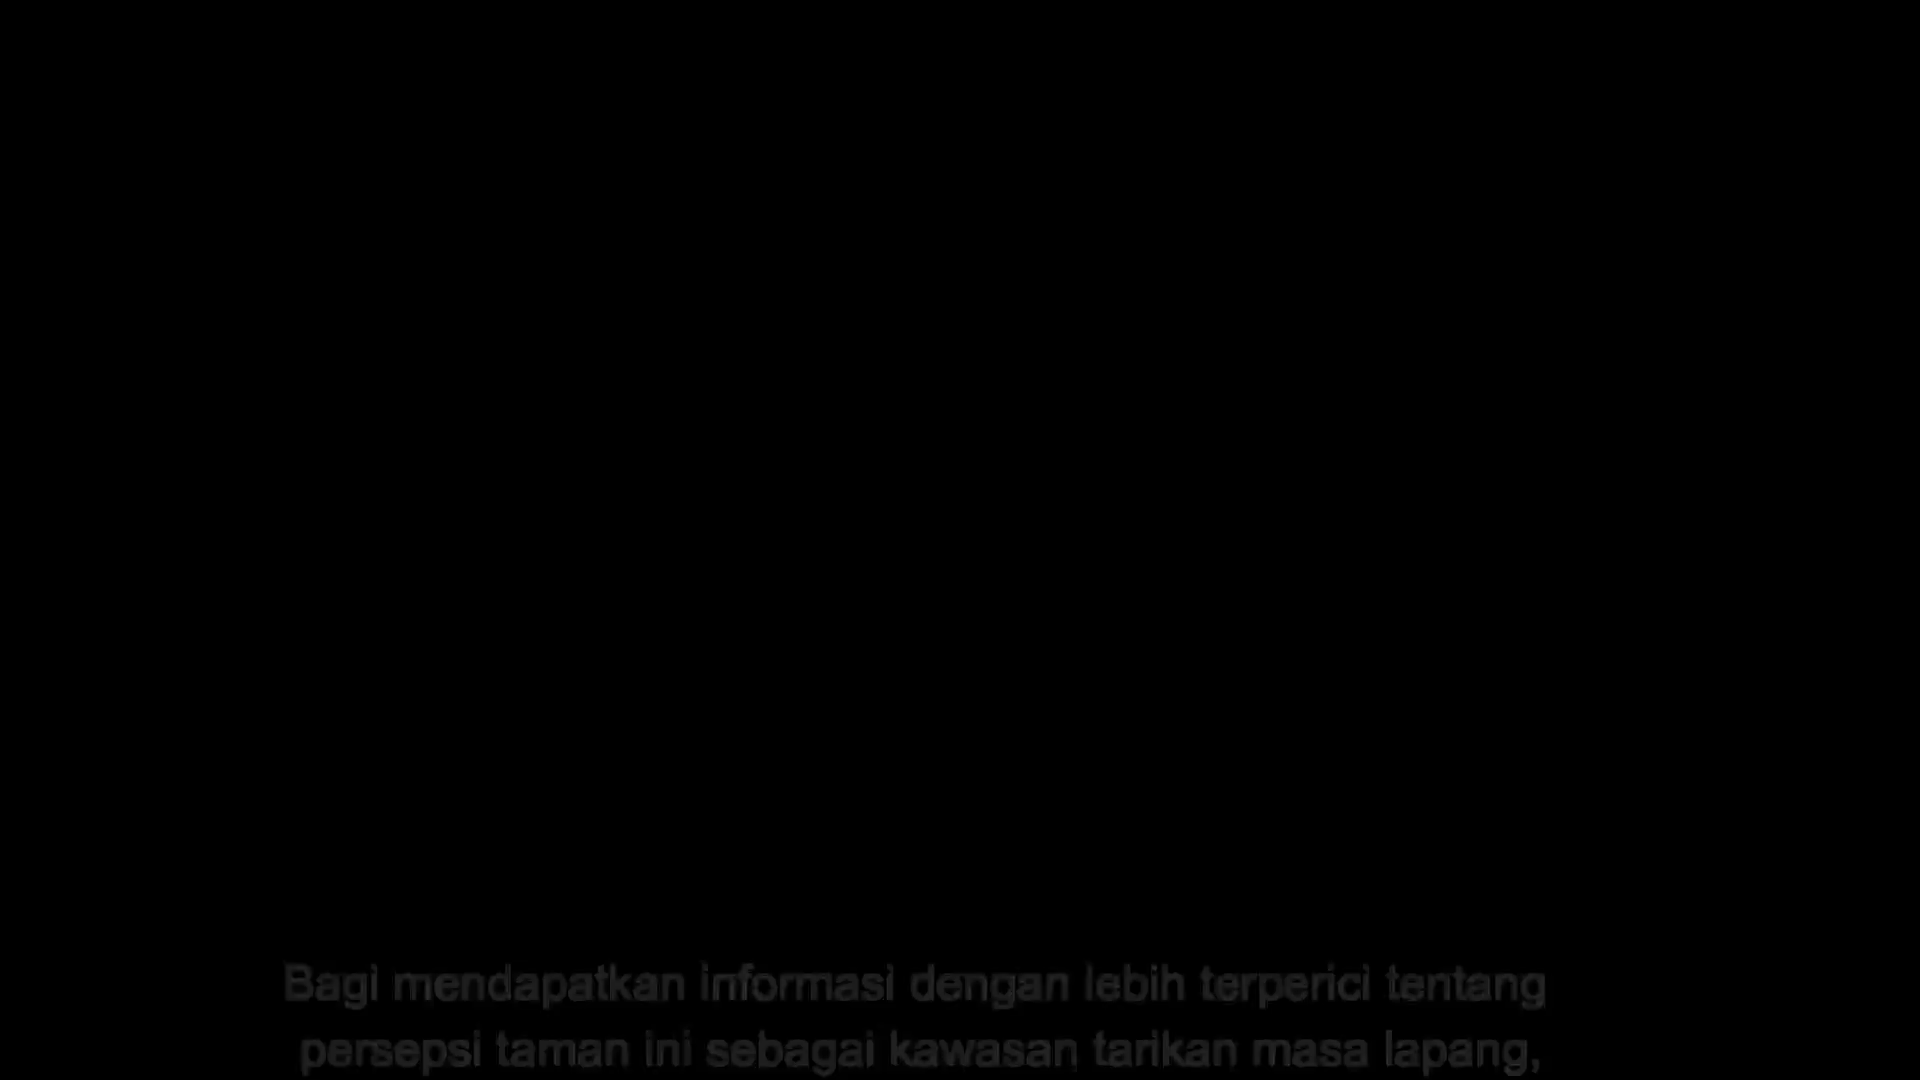 Bagi mendapatkan informasi dengan lebih terperici tentang
persepsi taman ini sebagai kawasan tarikan masa lapang,